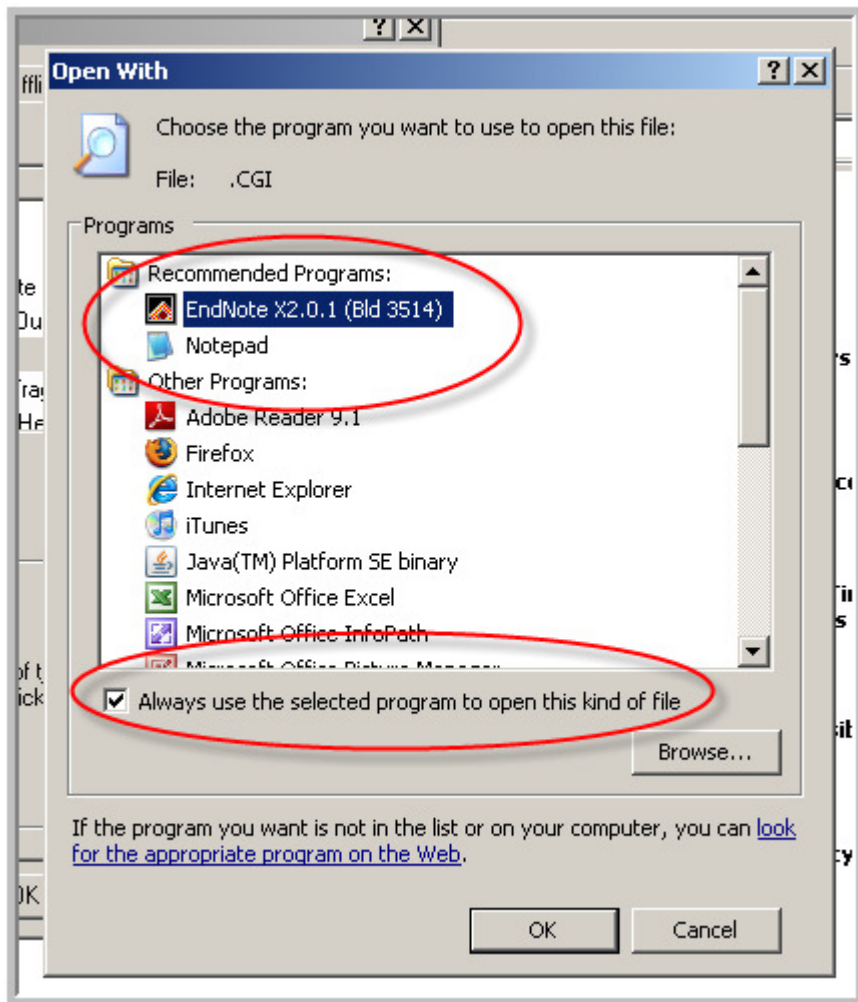 Open With
Choose the program you want to use to open this file:
File: .CGI
Programs
Recommended Programs:
EndNote X2.0.1 (Bld 3514)
Notepad
Other Programs:
Adobe Reader 9.1
Firefox
Internet Explorer
iTunes
Java(TM) Platform SE binary
Microsoft Office Excel
Microsoft Office InfoPath
Microsoft Office Picture Manager
Always use the selected program to open this kind of file
Browse...
If the program you want is not in the list or on your computer, you can look
for the appropriate program on the Web.
OK
Cancel